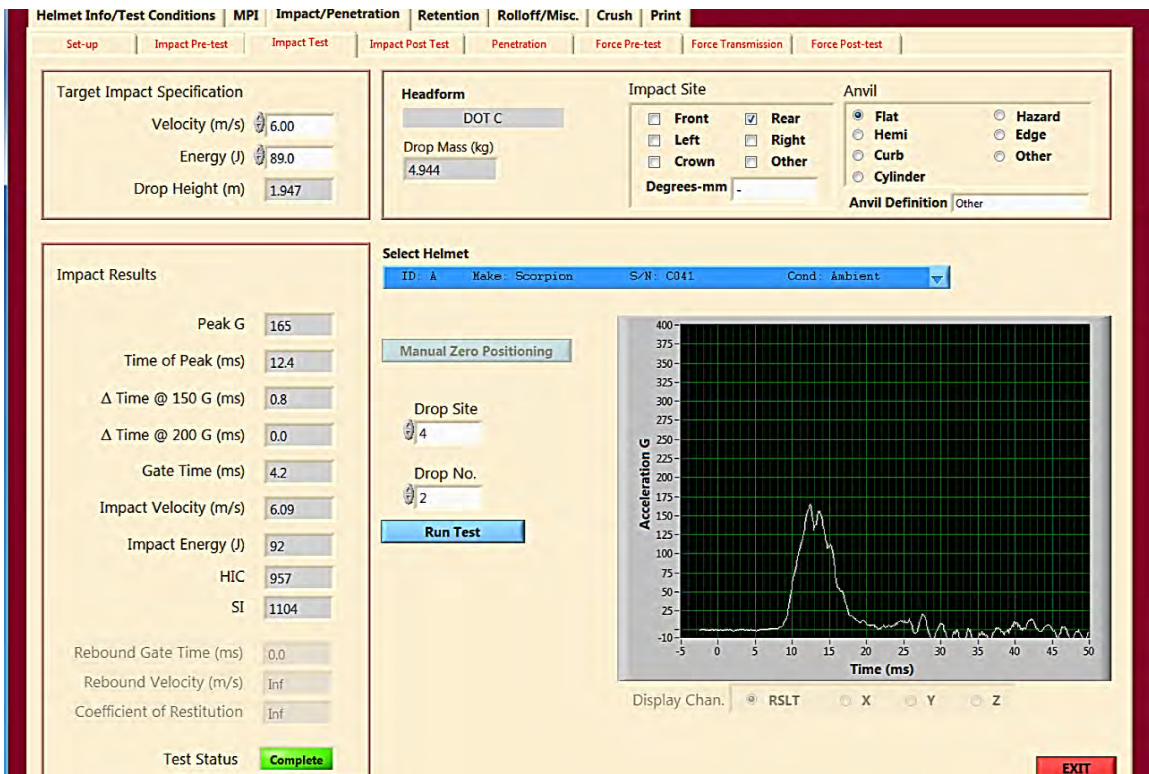 Helmet Info/Test Conditions MPI Impact/Penetration Retention Rolloff/Misc. Crush Print
Set-up Impact Pre-test Impact Test Impact Post Test Penetration Force Pre-test Force Transmission Force Post-test
Target Impact Specification
Velocity (m/s) 6.00
Energy (J) 89.0
Drop Height (m) 1.947
Headform
DOT C
Drop Mass (kg)
4.944
Impact Site
Front Rear
Left Right
Crown Other
Degrees-mm -
Anvil
Flat Hazard
Hemi Edge
Curb Other
Cylinder
Anvil Definition Other
Impact Results
Peak G 165
Time of Peak (ms) 12.4
Δ Time @ 150 G (ms) 0.8
Δ Time @ 200 G (ms) 0.0
Gate Time (ms) 4.2
Impact Velocity (m/s) 6.09
Impact Energy (J) 92
HIC 957
SI 1104
Rebound Gate Time (ms) 0.0
Rebound Velocity (m/s) Inf
Coefficient of Restitution Inf
Test Status Complete
Select Helmet
ID: A Make: Scorpion S/N: C041 Cond: Ambient
Manual Zero Positioning
Drop Site
4
Drop No.
2
Run Test
Acceleration G
400
375
350
325
300
275
250
225
200
175
150
125
100
75
50
25
-10
-5 0 5 10 15 20 25 30 35 40 45 50
Time (ms)
Display Chan. RSLT X Y Z
EXIT